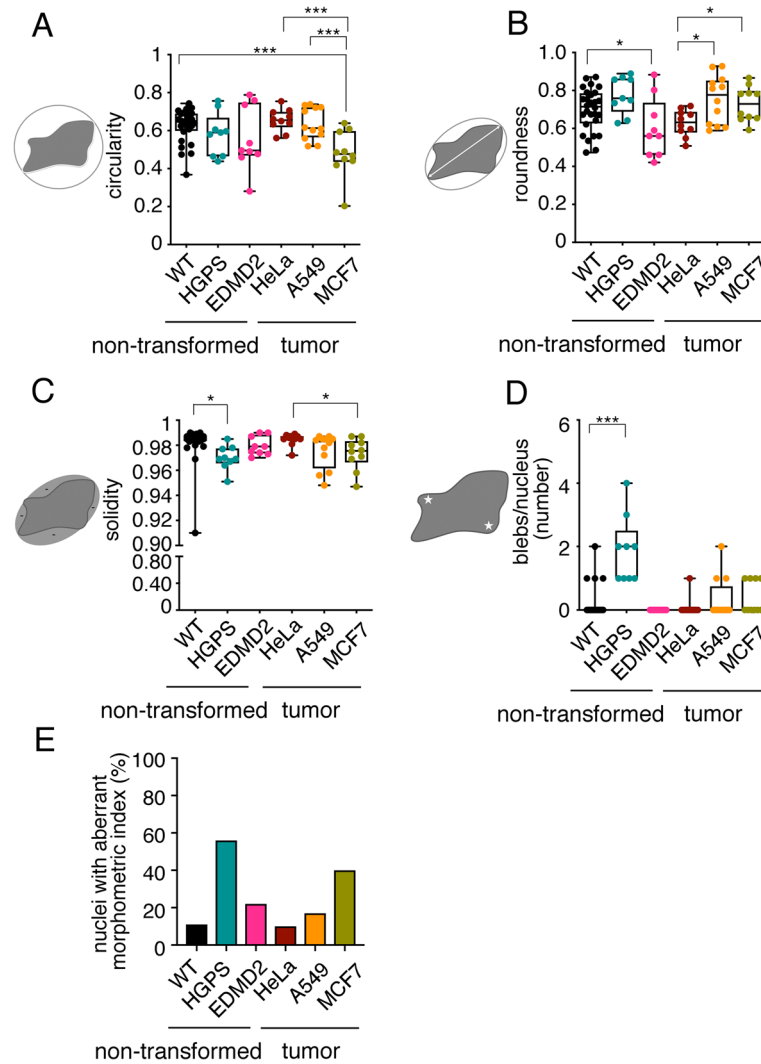 A
***
***
***
circularity
1
0.8
0.6
0.4
0.2
0
WT
HGPS
EDMD2
HeLa
A549
MCF7
non-transformed
tumor
B
*
*
*
roundness
1
0.8
0.6
0.4
0.2
0
WT
HGPS
EDMD2
HeLa
A549
MCF7
non-transformed
tumor
C
*
*
solidity
1
0.98
0.96
0.94
0.92
0.90
0.80
0.40
0.00
WT
HGPS
EDMD2
HeLa
A549
MCF7
non-transformed
tumor
D
***
blebs/nucleus
(number)
6
4
2
0
WT
HGPS
EDMD2
HeLa
A549
MCF7
non-transformed
tumor
E
nuclei with aberrant
morphometric index (%)
100
80
60
40
20
0
WT
HGPS
EDMD2
HeLa
A549
MCF7
non-transformed
tumor